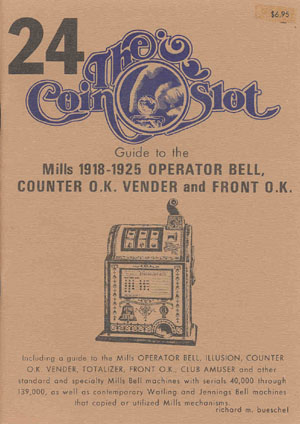 $6.95
24
The
Coin Slot
Guide to the
Mills 1918-1925 OPERATOR BELL,
COUNTER O.K. VENDER and FRONT O.K.
Including a guide to the Mills OPERATOR BELL, ILLUSION, COUNTER
O.K. VENDER, TOTALIZER, FRONT O.K., CLUB AMUSER and other
standard and specialty Mills Bell machines with serials 40,000 through
139,000, as well as contemporary Watling and Jennings Bell machines
that copied or utilized Mills mechanisms.
richard m. bueschel